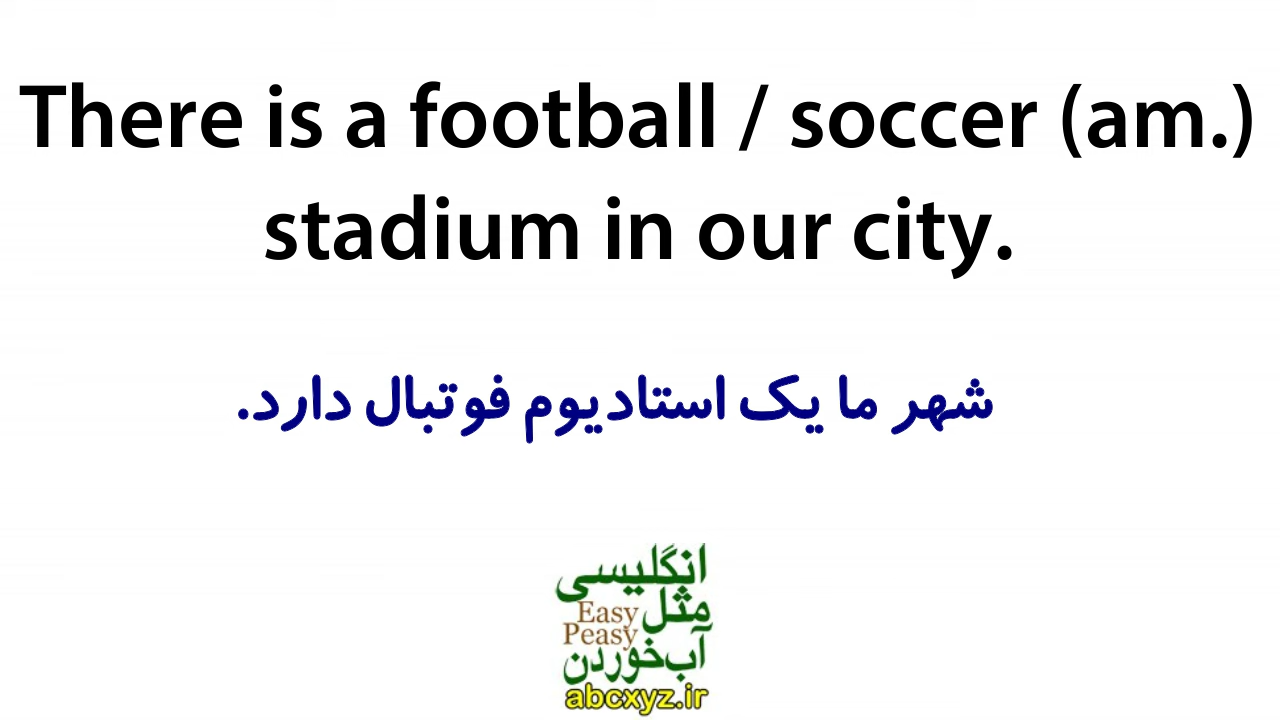 There is a football / soccer (am.)
stadium in our city.
شهر ما یک استادیوم فوتبال دارد.
انگلیسی
مثل
Easy
Peasy
آب‌خوردن
abcxyz.ir